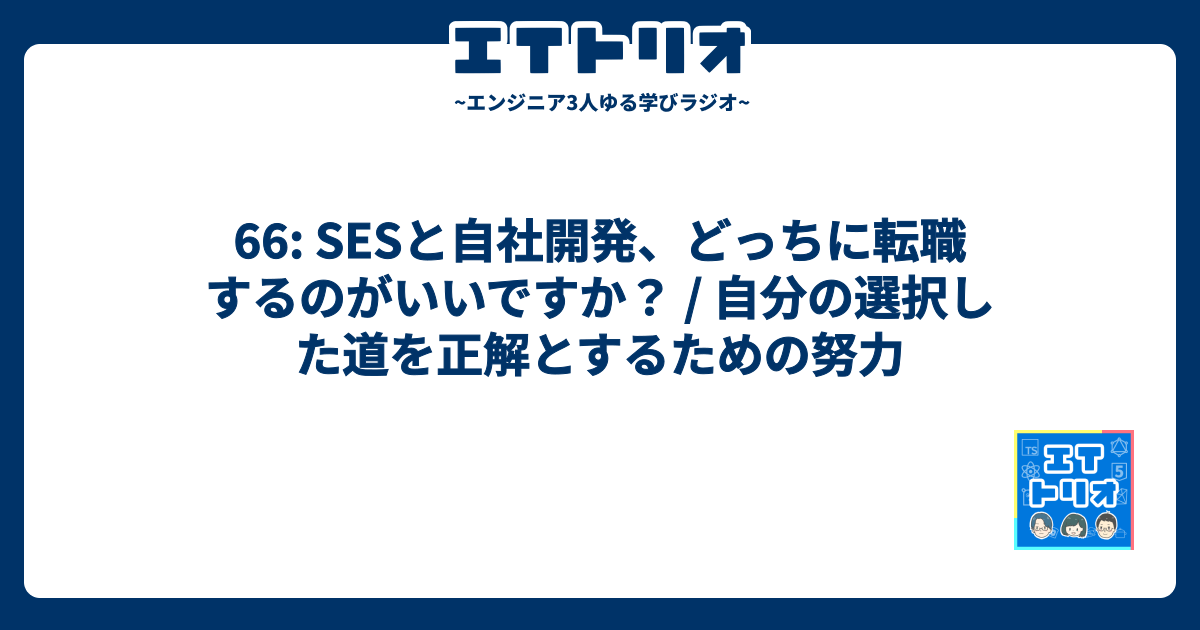 エイトリオ
~エンジニア3人ゆる学びラジオ~
66: SESと自社開発、どっちに転職
するのがいいですか？ / 自分の選択し
た道を正解とするための努力
TS
5
エイ
トリオ